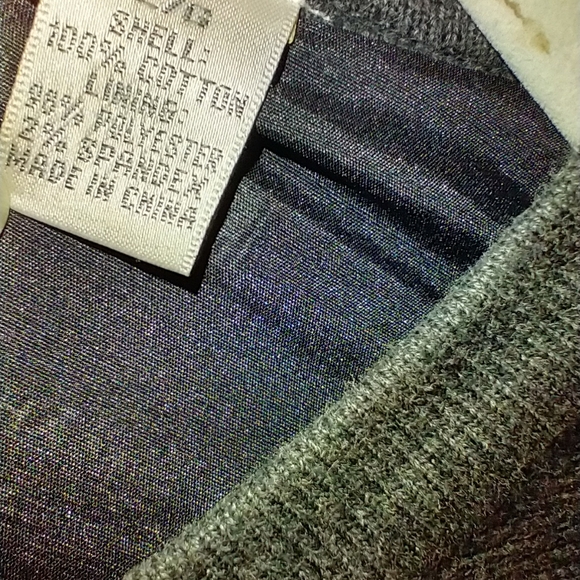 L/G
SHELL:
100% COTTON
LINING:
98% POLYESTER
2% SPANDEX
MADE IN CHINA